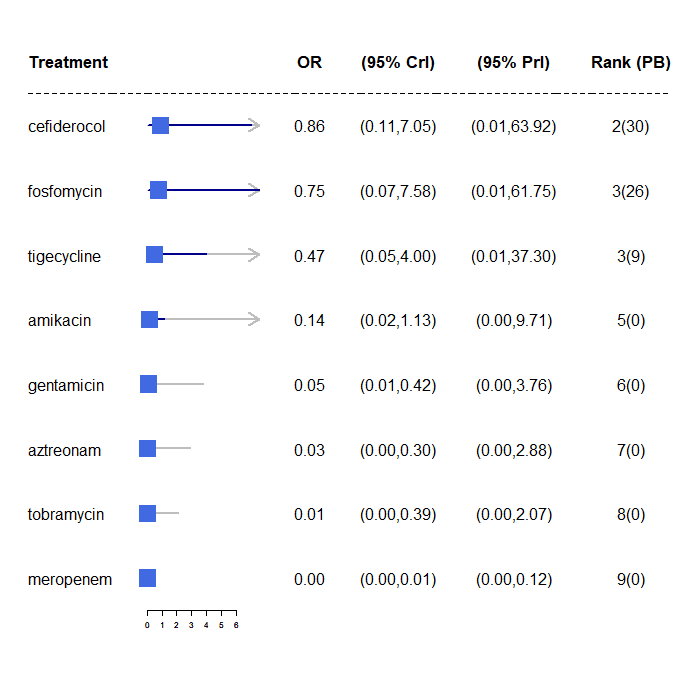 Treatment OR (95% CrI) (95% PrI) Rank (PB)
cefiderocol 0.86 (0.11,7.05) (0.01,63.92) 2(30)
fosfomycin 0.75 (0.07,7.58) (0.01,61.75) 3(26)
tigecycline 0.47 (0.05,4.00) (0.01,37.30) 3(9)
amikacin 0.14 (0.02,1.13) (0.00,9.71) 5(0)
gentamicin 0.05 (0.01,0.42) (0.00,3.76) 6(0)
aztreonam 0.03 (0.00,0.30) (0.00,2.88) 7(0)
tobramycin 0.01 (0.00,0.39) (0.00,2.07) 8(0)
meropenem 0.00 (0.00,0.01) (0.00,0.12) 9(0)
0 1 2 3 4 5 6